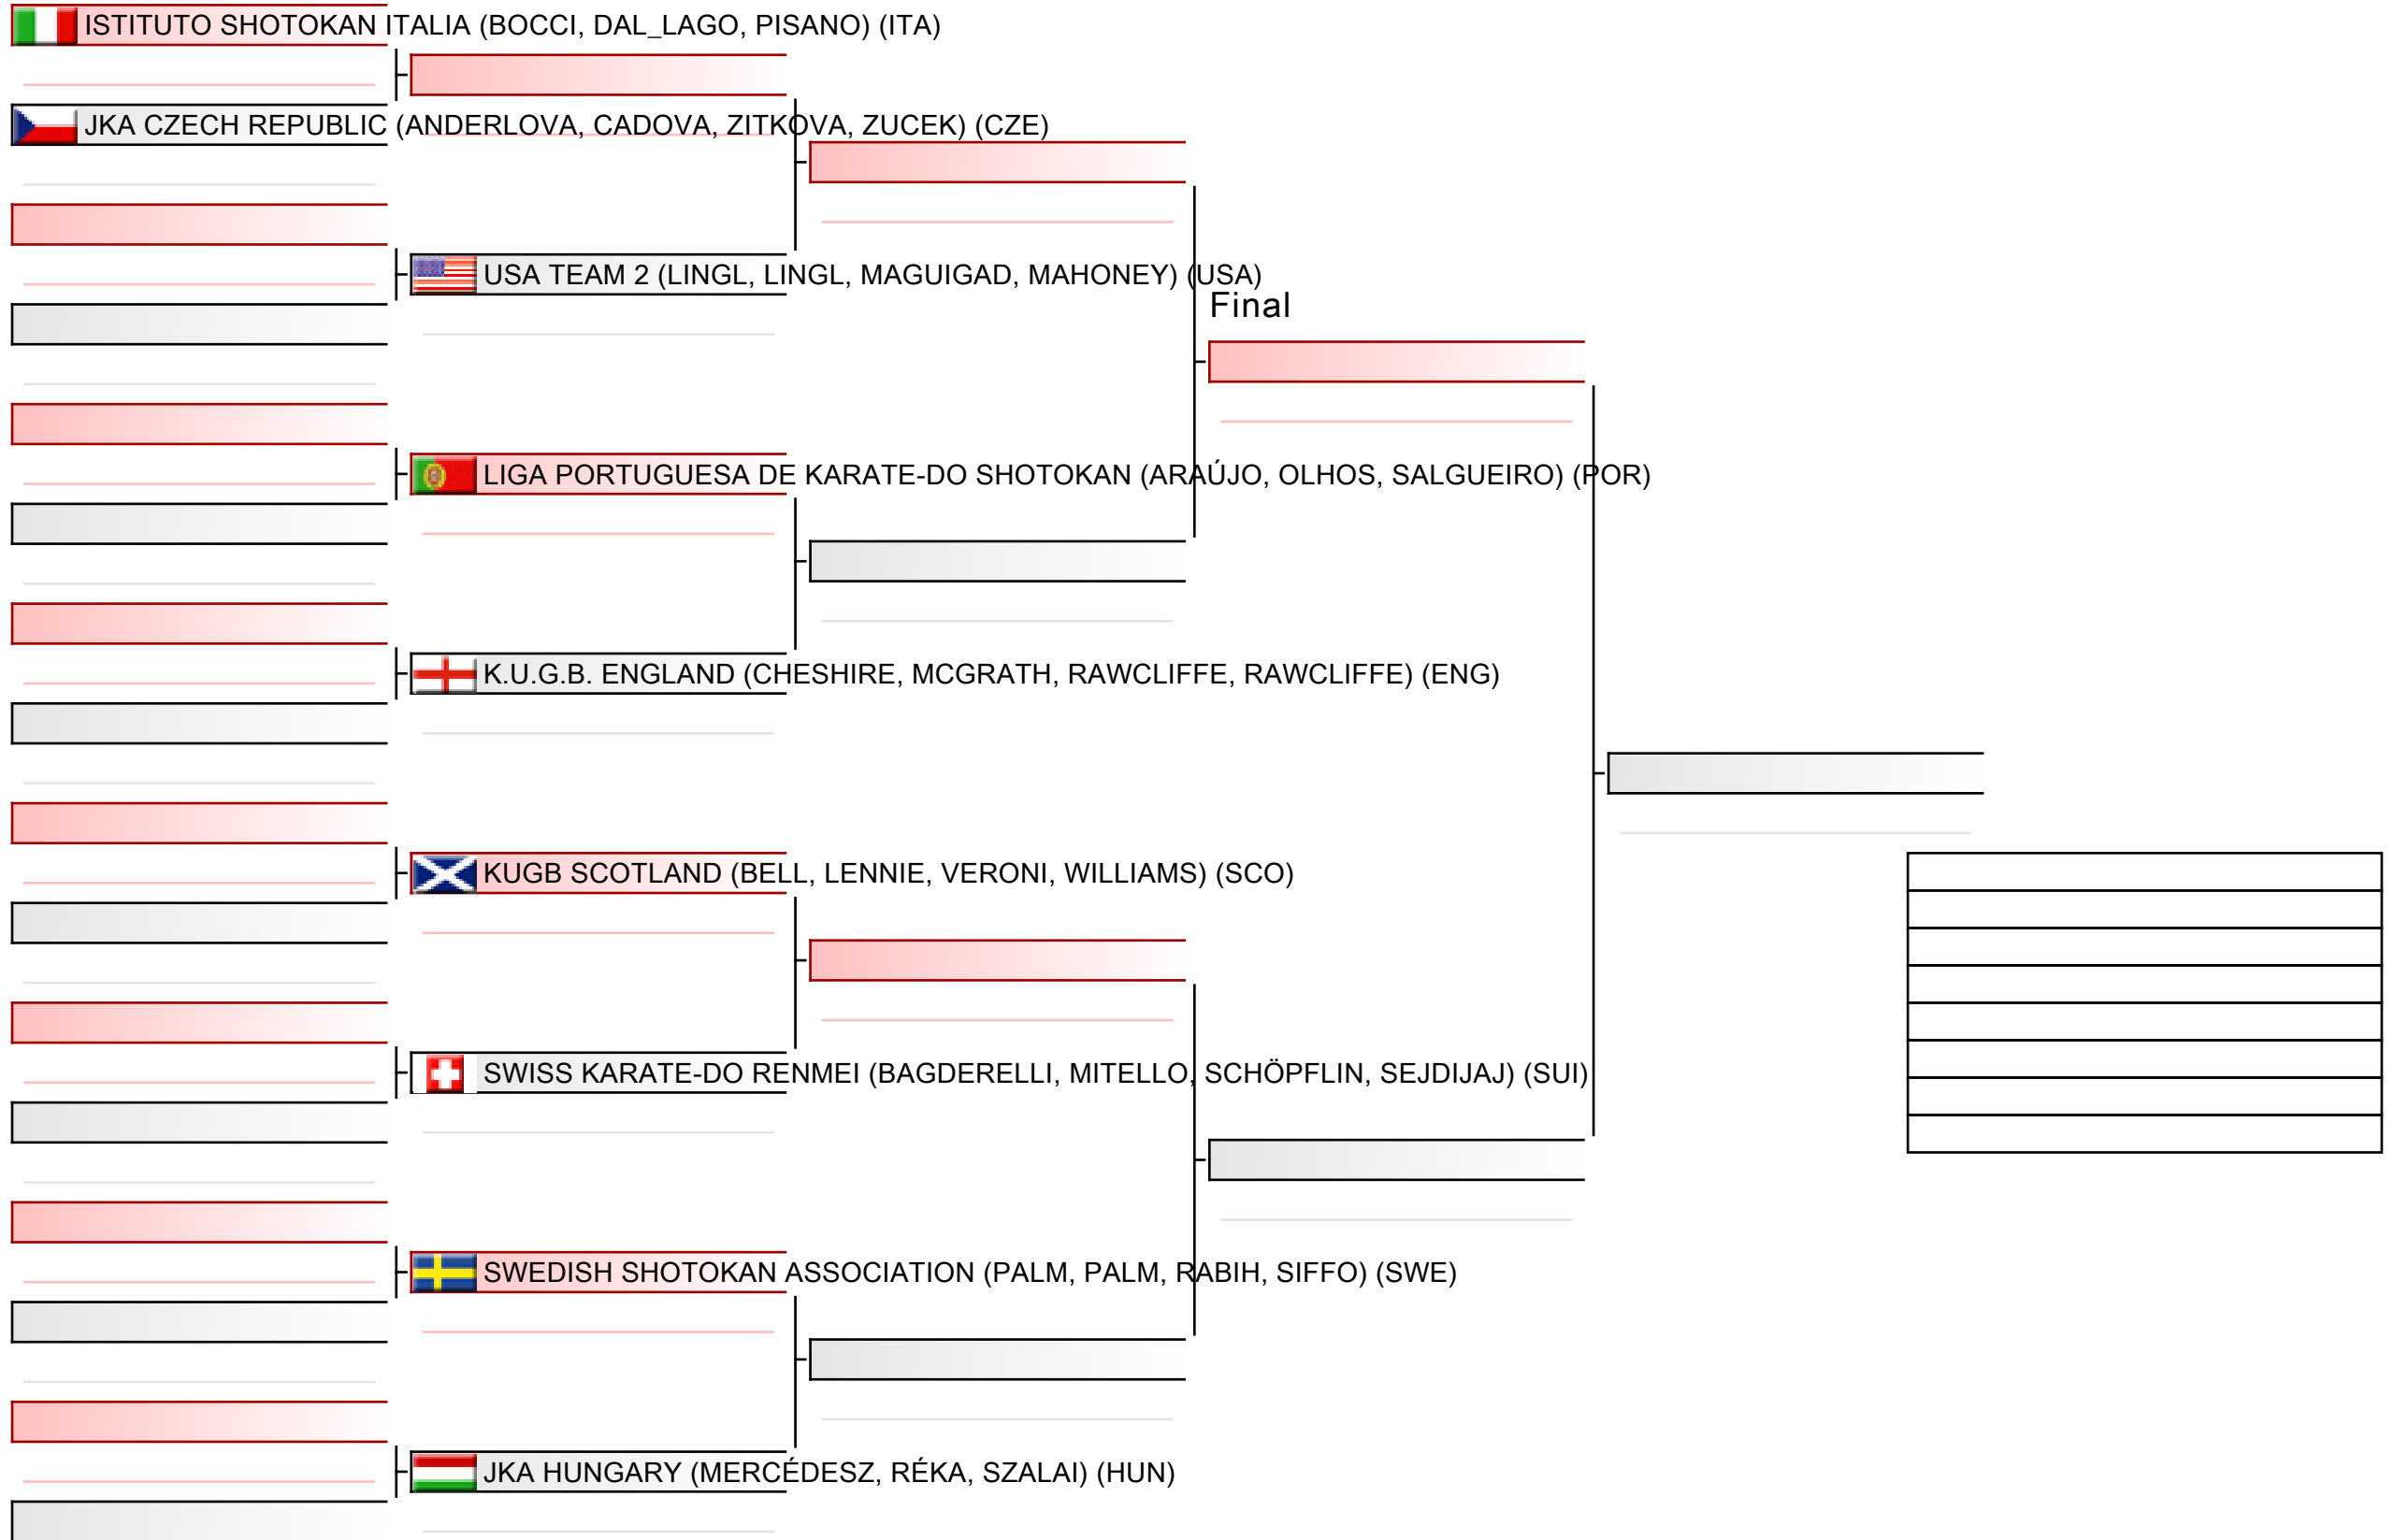 ISTITUTO SHOTOKAN ITALIA (BOCCI, DAL_LAGO, PISANO) (ITA)
JKA CZECH REPUBLIC (ANDERLOVA, CADOVA, ZITKOVA, ZUCEK) (CZE)
USA TEAM 2 (LINGL, LINGL, MAGUIGAD, MAHONEY) (USA)
Final
LIGA PORTUGUESA DE KARATE-DO SHOTOKAN (ARAÚJO, OLHOS, SALGUEIRO) (POR)
K.U.G.B. ENGLAND (CHESHIRE, MCGRATH, RAWCLIFFE, RAWCLIFFE) (ENG)
KUGB SCOTLAND (BELL, LENNIE, VERONI, WILLIAMS) (SCO)
SWISS KARATE-DO RENMEI (BAGDERELLI, MITELLO, SCHÖPFLIN, SEJDIJAJ) (SUI)
SWEDISH SHOTOKAN ASSOCIATION (PALM, PALM, RABIH, SIFFO) (SWE)
JKA HUNGARY (MERCÉDESZ, RÉKA, SZALAI) (HUN)